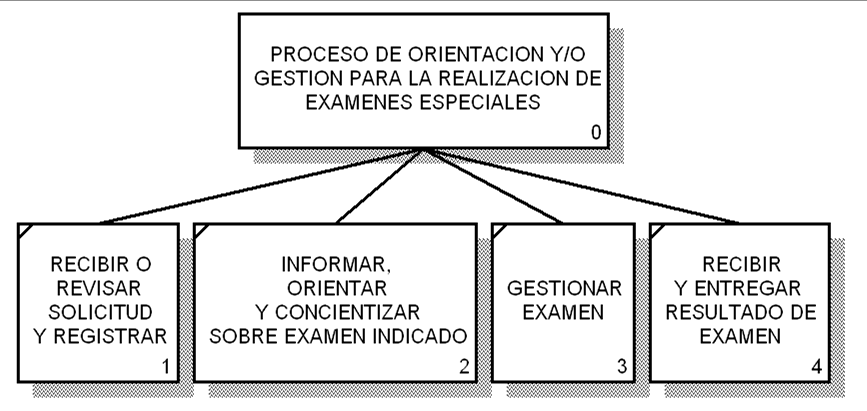 PROCESO DE ORIENTACION Y/O
GESTION PARA LA REALIZACION DE
EXAMENES ESPECIALES
0
RECIBIR O
REVISAR
SOLICITUD
Y REGISTRAR
1
INFORMAR,
ORIENTAR
Y CONCIENTIZAR
SOBRE EXAMEN INDICADO
2
GESTIONAR
EXAMEN
3
RECIBIR
Y ENTREGAR
RESULTADO DE
EXAMEN
4